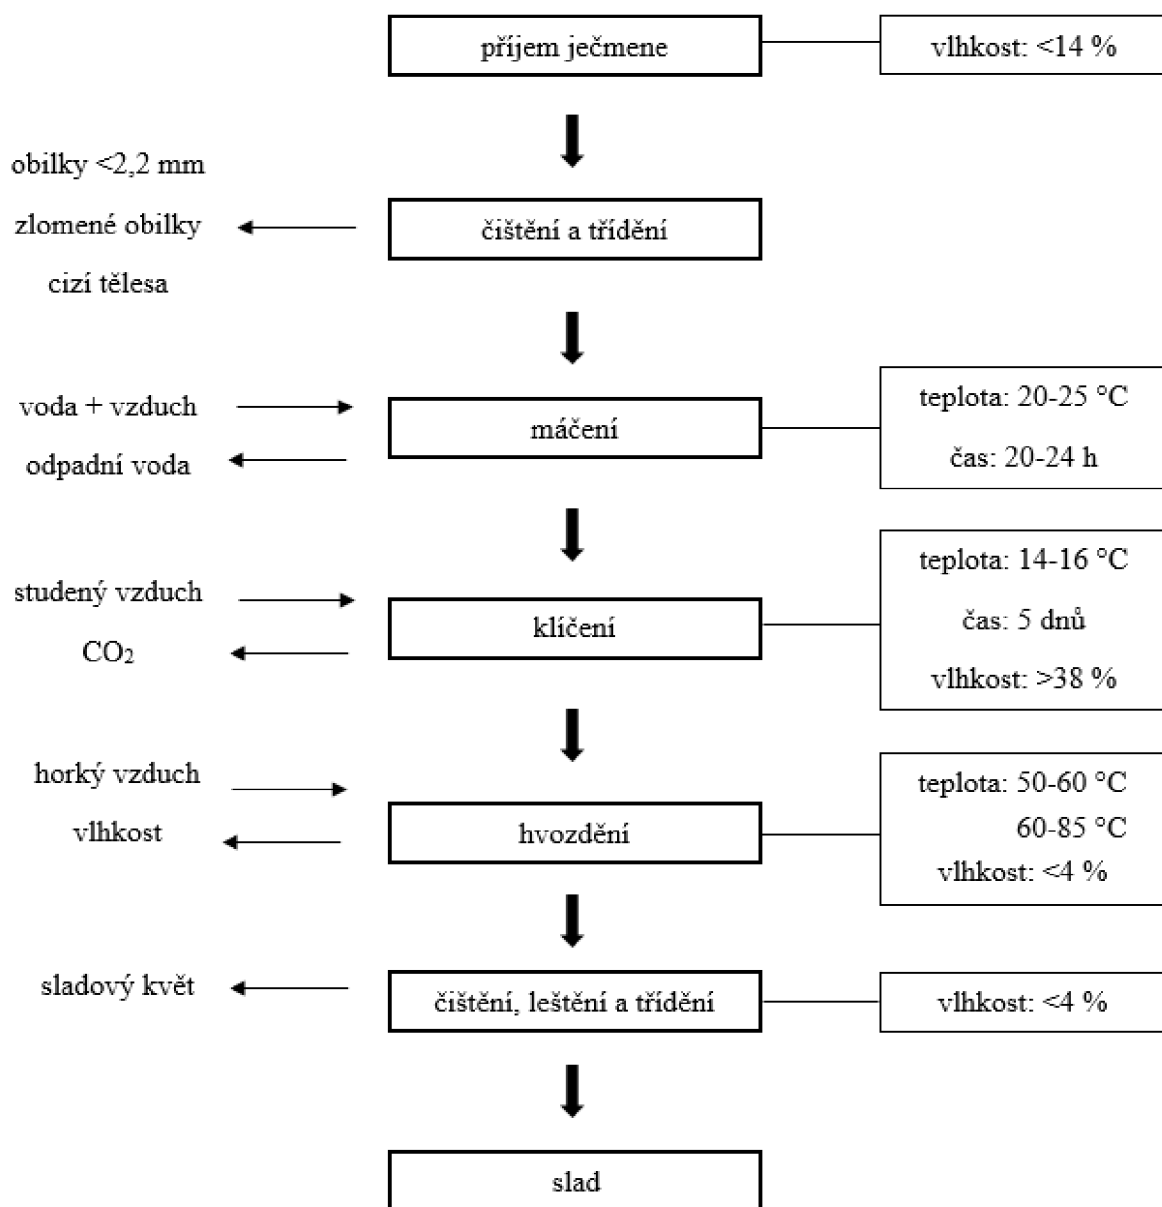 příjem ječmene
vlhkost: <14 %
obilky <2,2 mm
zlomené obilky
cizí tělesa
čištění a třídění
voda + vzduch
odpadní voda
máčení
teplota: 20-25 °C
čas: 20-24 h
studený vzduch
CO₂
klíčení
teplota: 14-16 °C
čas: 5 dnů
vlhkost: >38 %
horký vzduch
vlhkost
hvozdění
teplota: 50-60 °C
60-85 °C
vlhkost: <4 %
sladový květ
čištění, leštění a třídění
vlhkost: <4 %
slad